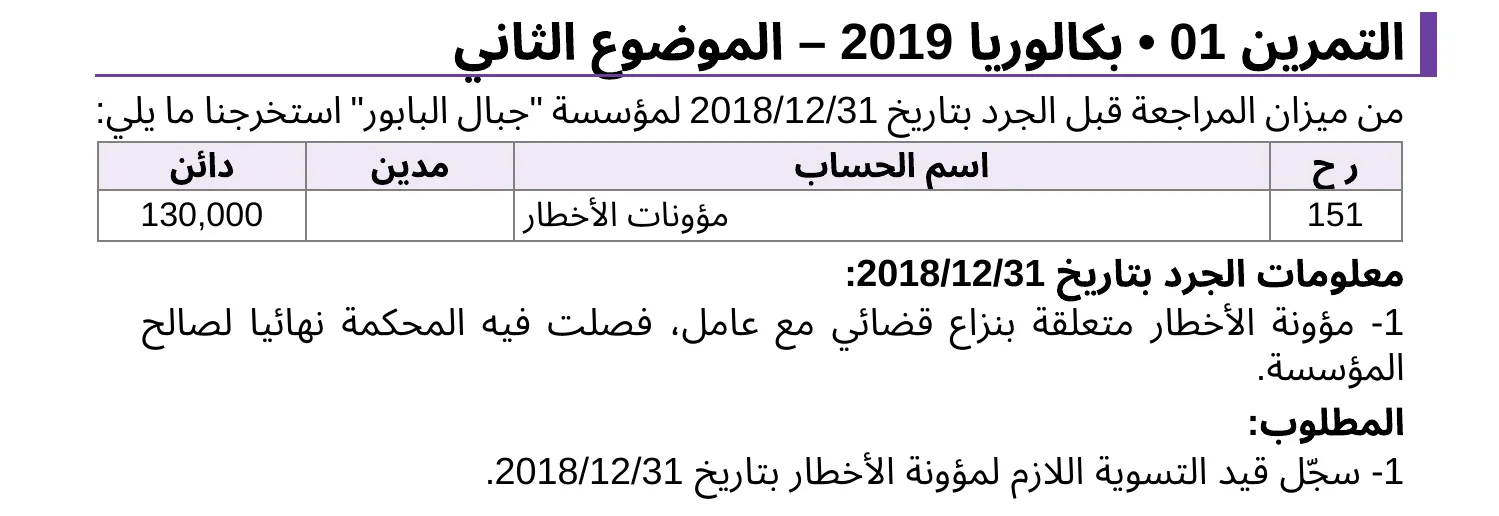 التمرين 01 • بكالوريا 2019 – الموضوع الثاني
من ميزان المراجعة قبل الجرد بتاريخ 2018/12/31 لمؤسسة "جبال البابور" استخرجنا ما يلي:
ر ح اسم الحساب مدين دائن
151 مؤونات الأخطار 130,000
معلومات الجرد بتاريخ 2018/12/31:
1- مؤونة الأخطار متعلقة بنزاع قضائي مع عامل، فصلت فيه المحكمة نهائيا لصالح
المؤسسة.
المطلوب:
1- سجّل قيد التسوية اللازم لمؤونة الأخطار بتاريخ 2018/12/31.